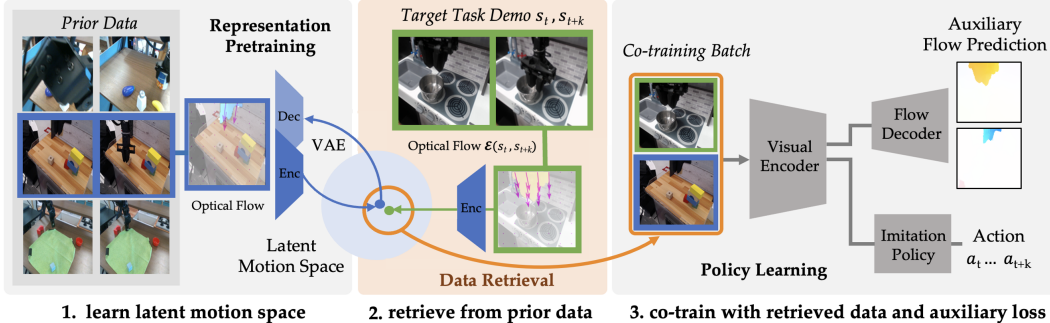 Prior Data
Representation
Pretraining
Dec
VAE
Enc
Optical Flow
Latent
Motion Space
1. learn latent motion space
Target Task Demo s_t , s_{t+k}
Optical Flow ℰ(s_t, s_{t+k})
Enc
Data Retrieval
2. retrieve from prior data
Co-training Batch
Visual
Encoder
Auxiliary
Flow Prediction
Flow
Decoder
Imitation
Policy
Action
a_t ... a_{t+k}
Policy Learning
3. co-train with retrieved data and auxiliary loss